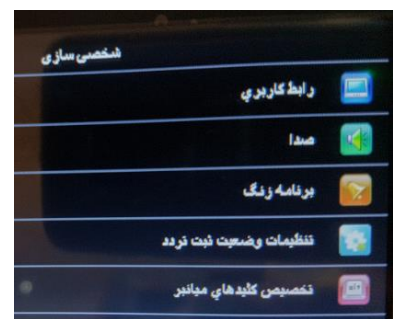 شخصی سازی
رابط کاربری
صدا
برنامه زنگ
تنظیمات وضعیت ثبت تردد
تخصیص کلیدهای میانبر